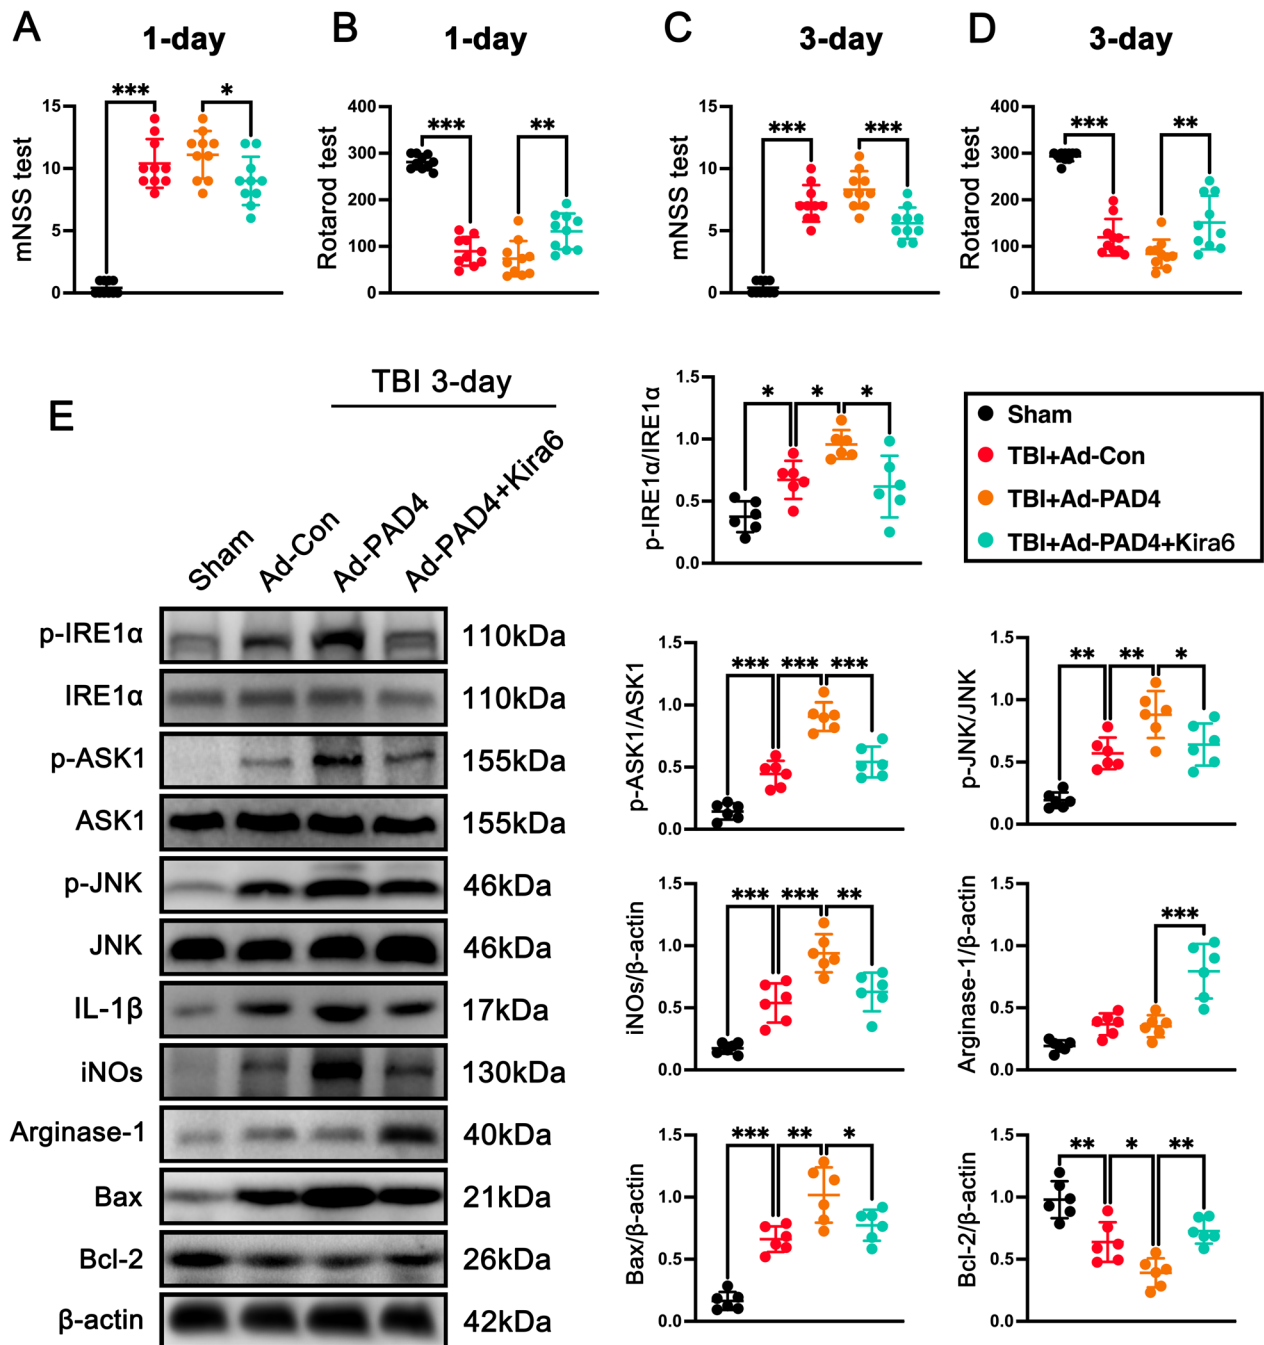 A
1-day
B
1-day
C
3-day
D
3-day
mNSS test
15
10
5
0
***
*
Rotarod test
400
300
200
100
0
***
**
mNSS test
15
10
5
0
***
***
Rotarod test
400
300
200
100
0
***
**
E
TBI 3-day
Sham
Ad-Con
Ad-PAD4
Ad-PAD4+Kira6
p-IRE1α
110kDa
IRE1α
110kDa
p-ASK1
155kDa
ASK1
155kDa
p-JNK
46kDa
JNK
46kDa
IL-1β
17kDa
iNOs
130kDa
Arginase-1
40kDa
Bax
21kDa
Bcl-2
26kDa
β-actin
42kDa
p-IRE1α/IRE1α
1.5
1.0
0.5
0.0
*
*
*
Sham
TBI+Ad-Con
TBI+Ad-PAD4
TBI+Ad-PAD4+Kira6
p-ASK1/ASK1
1.5
1.0
0.5
0.0
***
***
***
p-JNK/JNK
1.5
1.0
0.5
0.0
**
**
*
iNOs/β-actin
1.5
1.0
0.5
0.0
***
***
**
Arginase-1/β-actin
1.5
1.0
0.5
0.0
***
Bax/β-actin
1.5
1.0
0.5
0.0
***
**
*
Bcl-2/β-actin
1.5
1.0
0.5
0.0
**
*
**